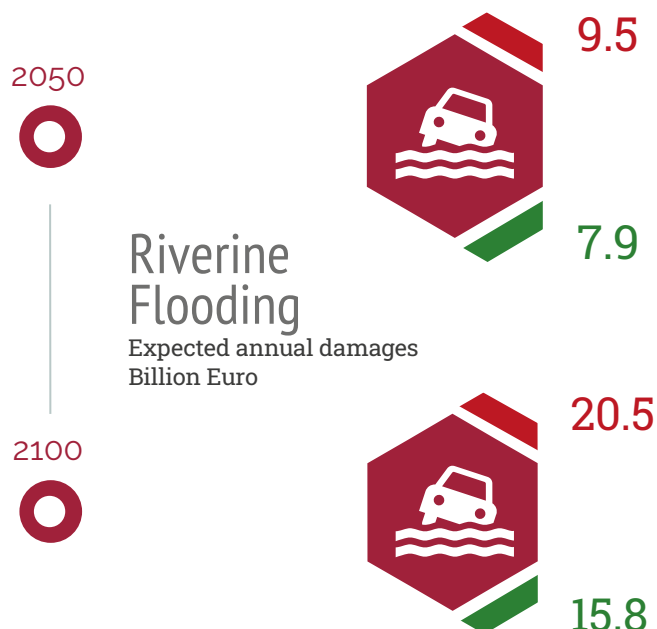 2050
9.5
7.9
Riverine
Flooding
Expected annual damages
Billion Euro
2100
20.5
15.8